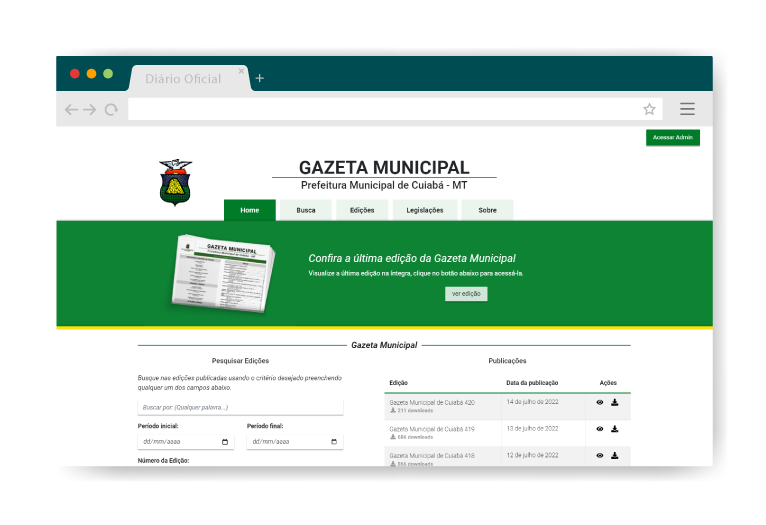 Diário Oficial
Acessar Admin
GAZETA MUNICIPAL
Prefeitura Municipal de Cuiabá - MT
Home
Busca
Edições
Legislações
Sobre
GAZETA MUNICIPAL
Confira a última edição da Gazeta Municipal
Visualize a última edição na íntegra, clique no botão abaixo para acessá-la.
ver edição
Gazeta Municipal
Pesquisar Edições
Busque nas edições publicadas usando o critério desejado preenchendo
qualquer um dos campos abaixo.
Buscar por: (Qualquer palavra...)
Período inicial:
Período final:
dd/mm/aaaa
dd/mm/aaaa
Número da Edição:
Publicações
Edição
Data da publicação
Ações
Gazeta Municipal de Cuiabá 420
14 de julho de 2022
211 downloads
Gazeta Municipal de Cuiabá 419
13 de julho de 2022
686 downloads
Gazeta Municipal de Cuiabá 418
12 de julho de 2022
downloads